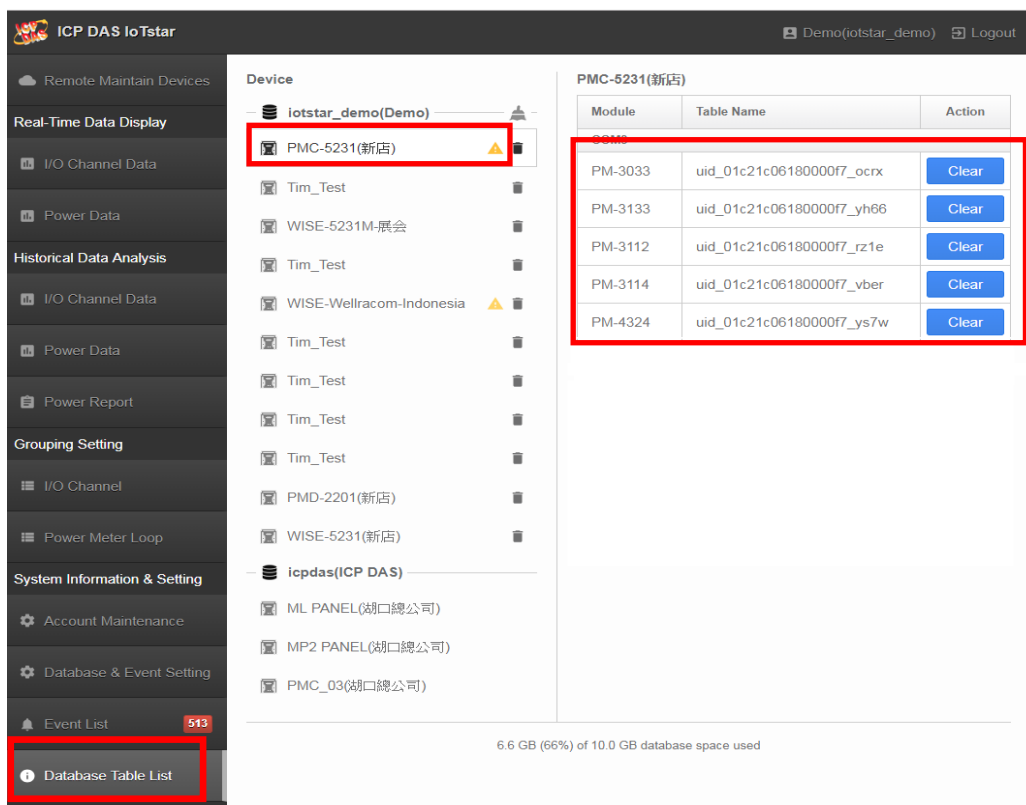 ICP DAS IoTstar
Demo(iotstar_demo) Logout
Remote Maintain Devices
Real-Time Data Display
I/O Channel Data
Power Data
Historical Data Analysis
I/O Channel Data
Power Data
Power Report
Grouping Setting
I/O Channel
Power Meter Loop
System Information & Setting
Account Maintenance
Database & Event Setting
Event List 513
Database Table List
Device
iotstar_demo(Demo)
PMC-5231(新店)
Tim_Test
WISE-5231M-展会
Tim_Test
WISE-Wellracom-Indonesia
Tim_Test
Tim_Test
Tim_Test
Tim_Test
PMD-2201(新店)
WISE-5231(新店)
icpdas(ICP DAS)
ML PANEL(湖口總公司)
MP2 PANEL(湖口總公司)
PMC_03(湖口總公司)
PMC-5231(新店)
Module Table Name Action
PM-3033 uid_01c21c06180000f7_ocrx Clear
PM-3133 uid_01c21c06180000f7_yh66 Clear
PM-3112 uid_01c21c06180000f7_rz1e Clear
PM-3114 uid_01c21c06180000f7_vber Clear
PM-4324 uid_01c21c06180000f7_ys7w Clear
6.6 GB (66%) of 10.0 GB database space used